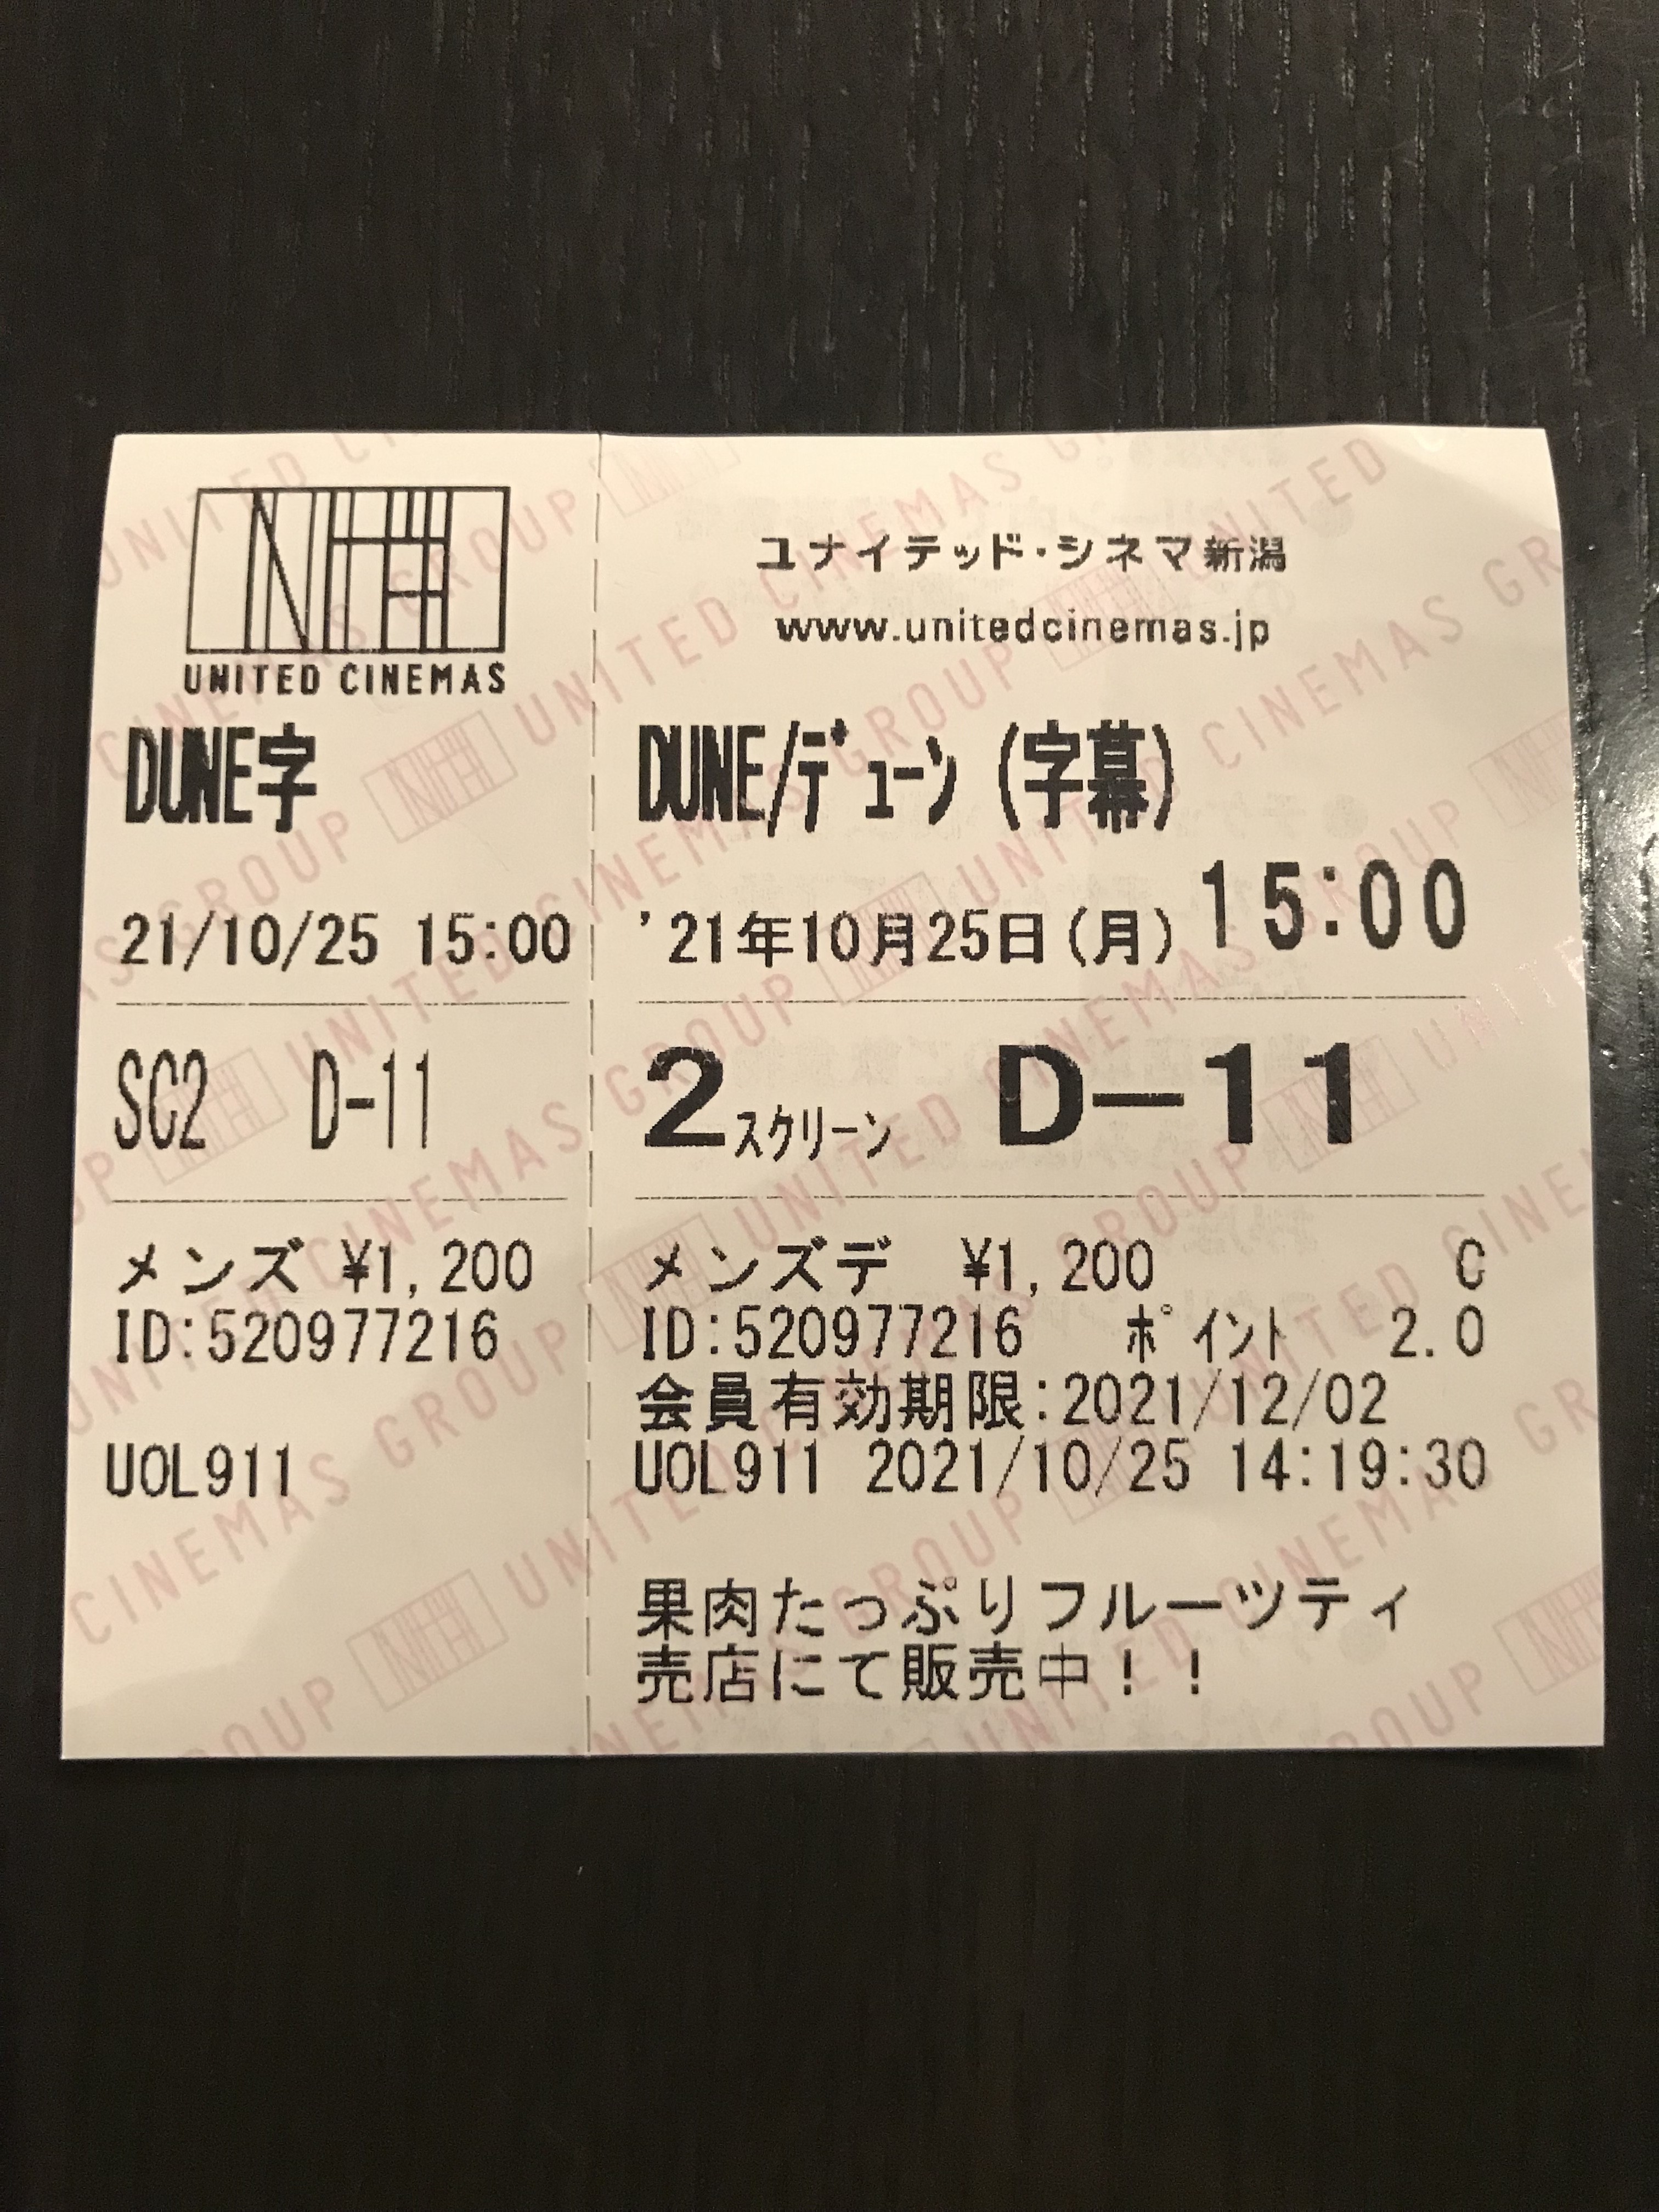 UNITED CINEMAS
DUNE字
21/10/25 15:00
SC2 D-11
メンズ ¥1,200
ID:520977216
UOL911
ユナイテッド・シネマ新潟
www.unitedcinemas.jp
DUNE/デューン(字幕)
'21年10月25日(月) 15:00
2スクリーン D-11
メンズデ ¥1,200 C
ID:520977216 ポイント 2.0
会員有効期限:2021/12/02
UOL911 2021/10/25 14:19:30
果肉たっぷりフルーツティ
売店にて販売中!!
UNITED CINEMAS GROUP